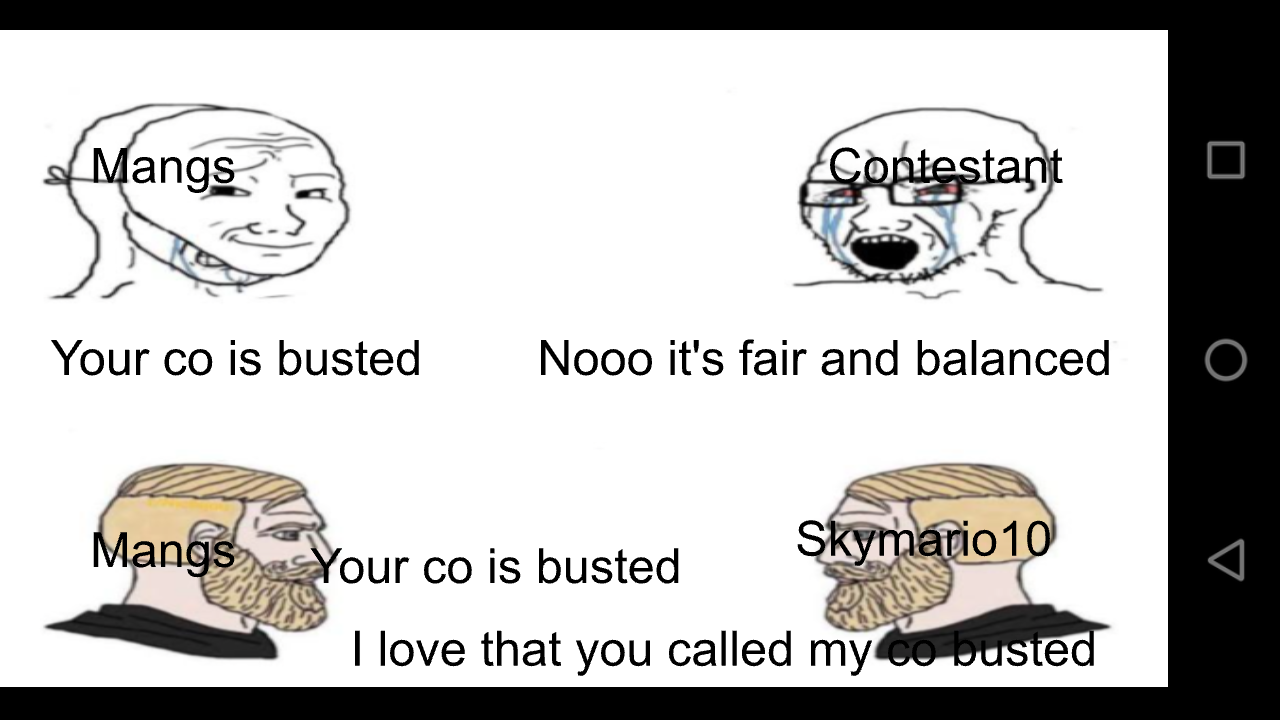 Mangs
Contestant
Your co is busted
Nooo it's fair and balanced
Mangs
Skymario10
Your co is busted
I love that you called my co busted